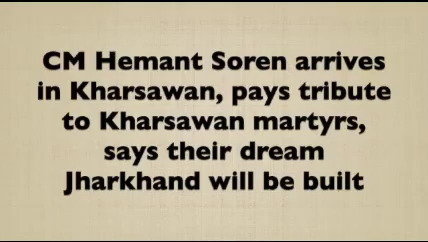 CM Hemant Soren arrives
in Kharsawan, pays tribute
to Kharsawan martyrs,
says their dream
Jharkhand will be built